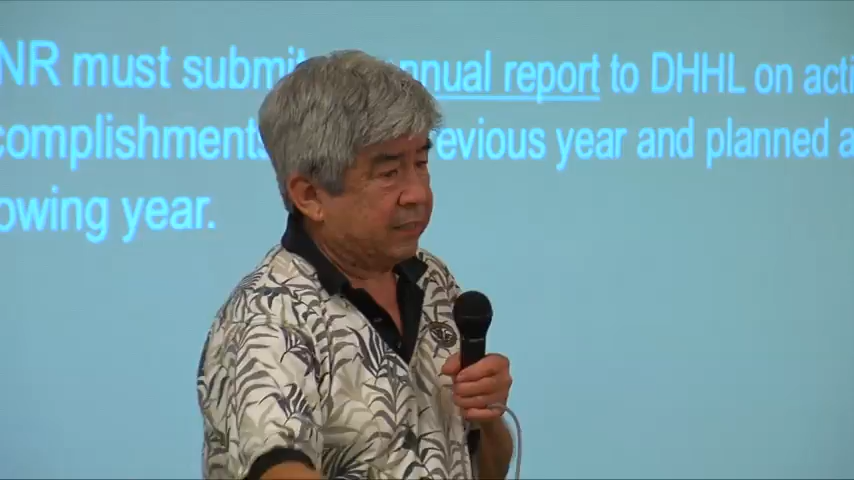 NR must submit annual report to DHHL on acti
complishments evious year and planned a
owing year.